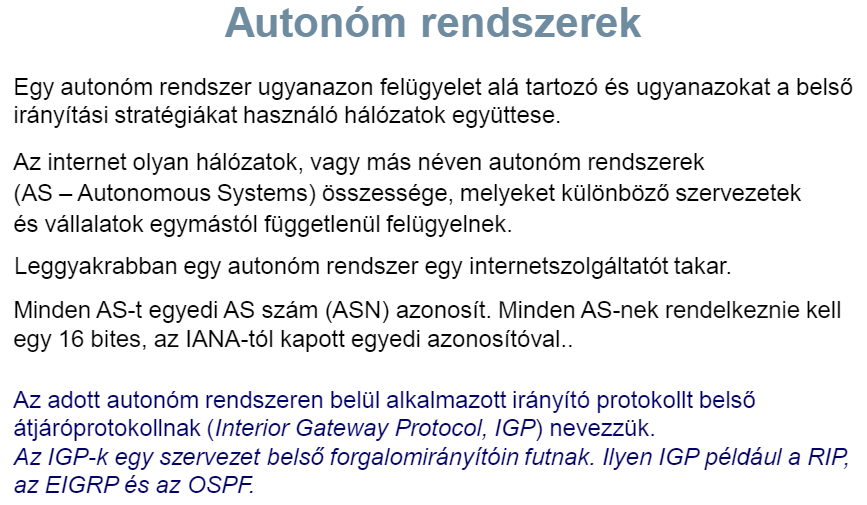 Autonóm rendszerek
Egy autonóm rendszer ugyanazon felügyelet alá tartozó és ugyanazokat a belső
irányítási stratégiákat használó hálózatok együttese.
Az internet olyan hálózatok, vagy más néven autonóm rendszerek
(AS – Autonomous Systems) összessége, melyeket különböző szervezetek
és vállalatok egymástól függetlenül felügyelnek.
Leggyakrabban egy autonóm rendszer egy internetszolgáltatót takar.
Minden AS-t egyedi AS szám (ASN) azonosít. Minden AS-nek rendelkeznie kell
egy 16 bites, az IANA-tól kapott egyedi azonosítóval..
Az adott autonóm rendszeren belül alkalmazott irányító protokollt belső
átjáróprotokollnak (Interior Gateway Protocol, IGP) nevezzük.
Az IGP-k egy szervezet belső forgalomirányítóin futnak. Ilyen IGP például a RIP,
az EIGRP és az OSPF.